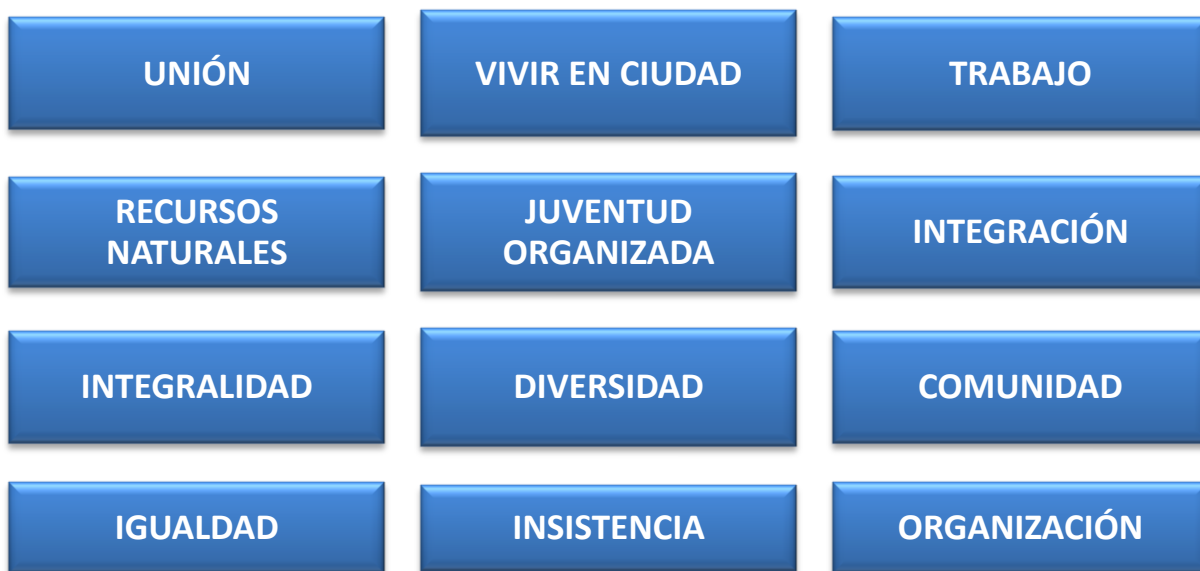 UNIÓN
VIVIR EN CIUDAD
TRABAJO
RECURSOS
NATURALES
JUVENTUD
ORGANIZADA
INTEGRACIÓN
INTEGRALIDAD
DIVERSIDAD
COMUNIDAD
IGUALDAD
INSISTENCIA
ORGANIZACIÓN